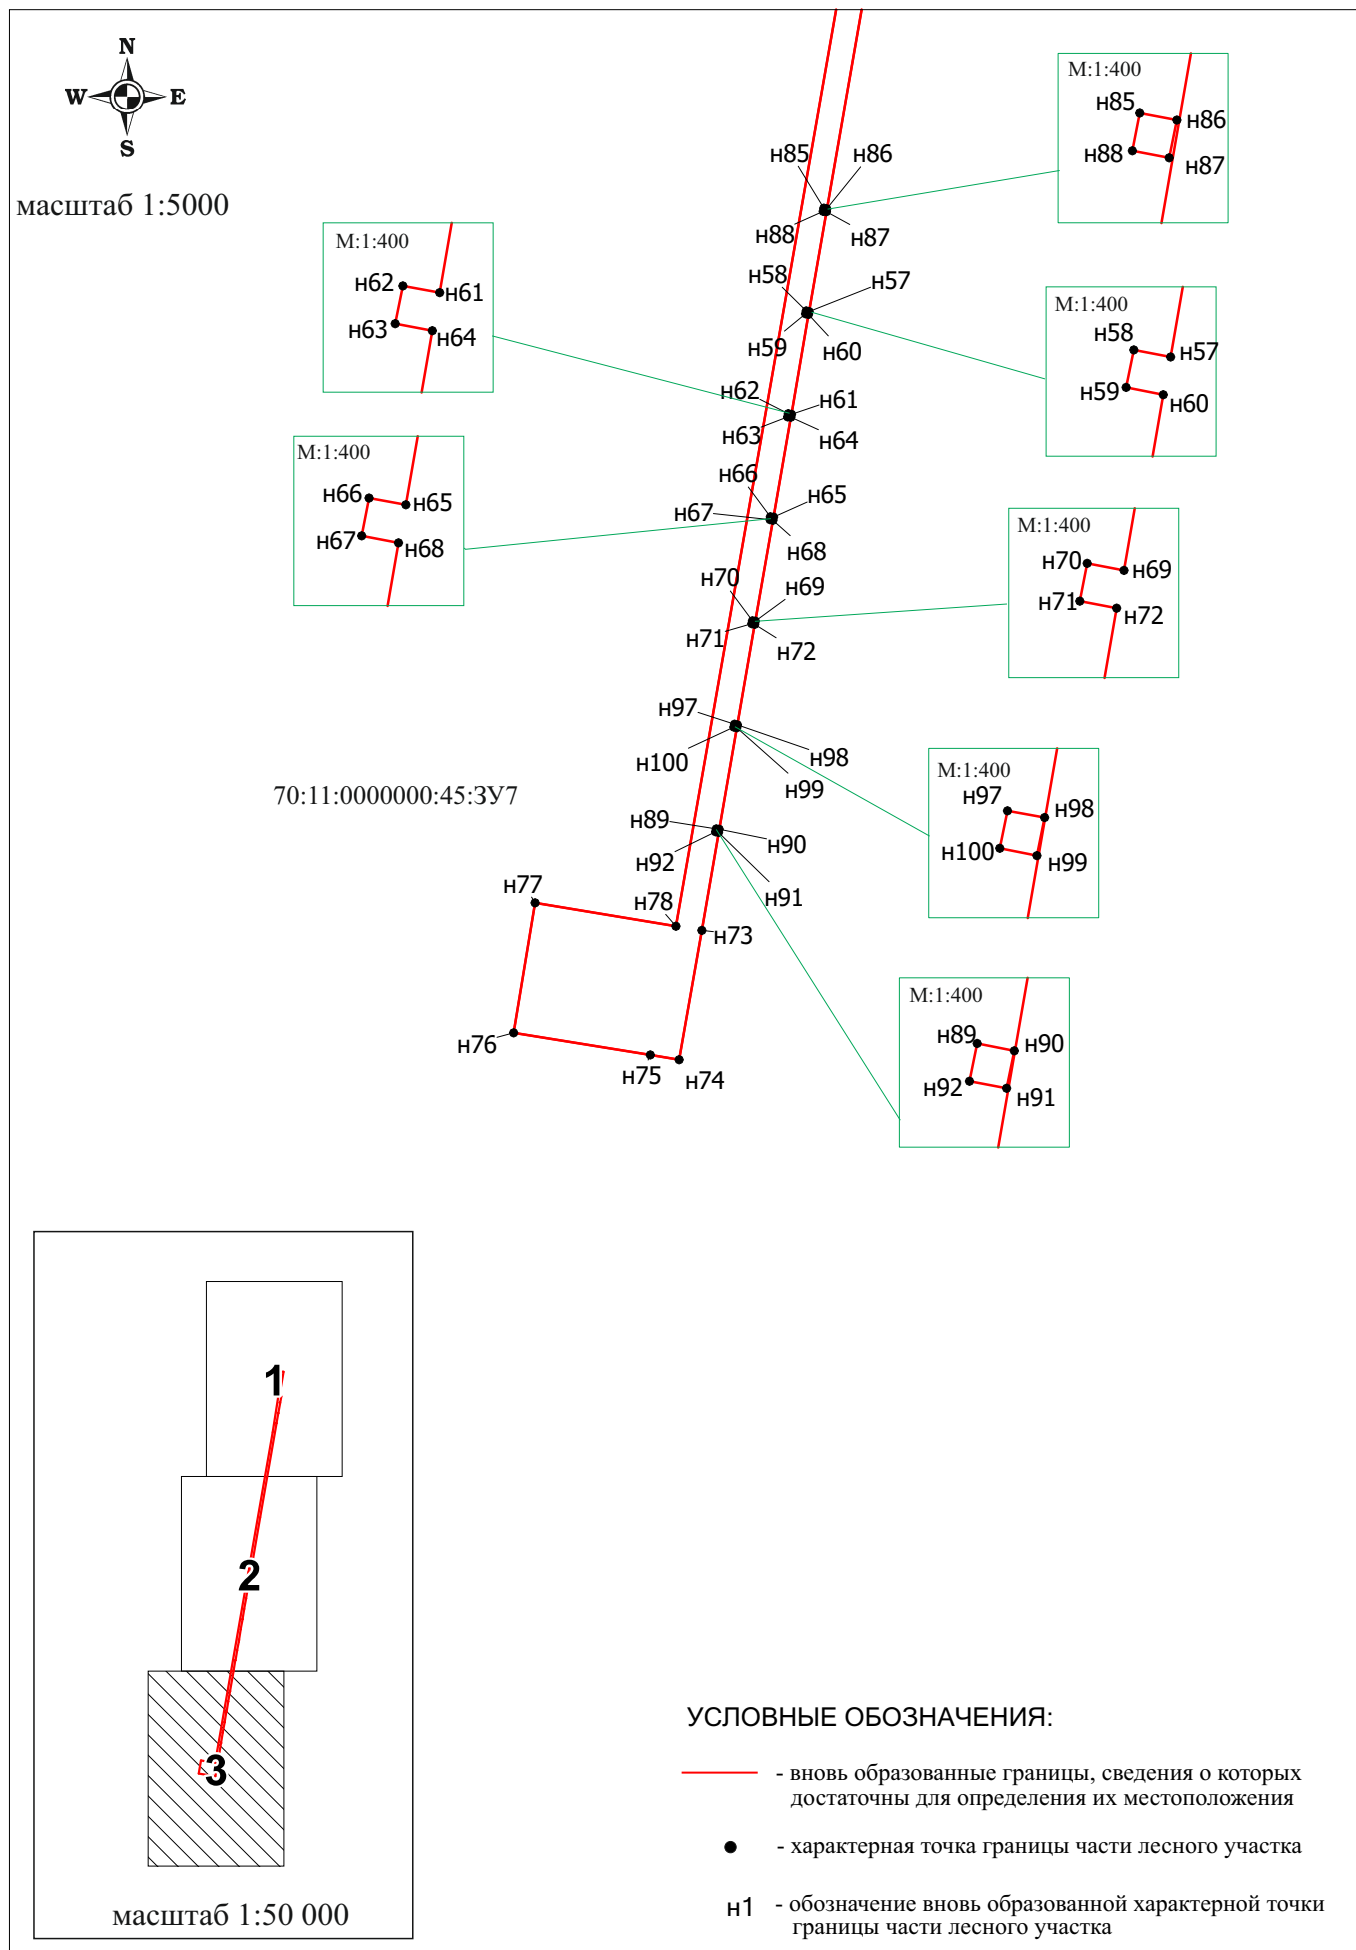 N
W E
S
масштаб 1:5000
М:1:400
н85
н86
н88
н87
н85 н86
н88
н87
М:1:400
н62
н61
н63
н64
н58
н57
н59
н60
М:1:400
н58
н57
н59
н60
н62
н61
н63
н64
М:1:400
н66
н65
н67
н68
н66
н65
н67
н68
М:1:400
н70
н69
н71
н72
н70
н69
н71
н72
н97
н98
н100
н99
М:1:400
н97
н98
н100
н99
70:11:0000000:45:ЗУ7
н89
н90
н92
н91
н77
н78
н73
М:1:400
н89
н90
н92
н91
н76
н75
н74
1
2
3
масштаб 1:50 000
УСЛОВНЫЕ ОБОЗНАЧЕНИЯ:
- вновь образованные границы, сведения о которых
достаточны для определения их местоположения
- характерная точка границы части лесного участка
н1 - обозначение вновь образованной характерной точки
границы части лесного участка